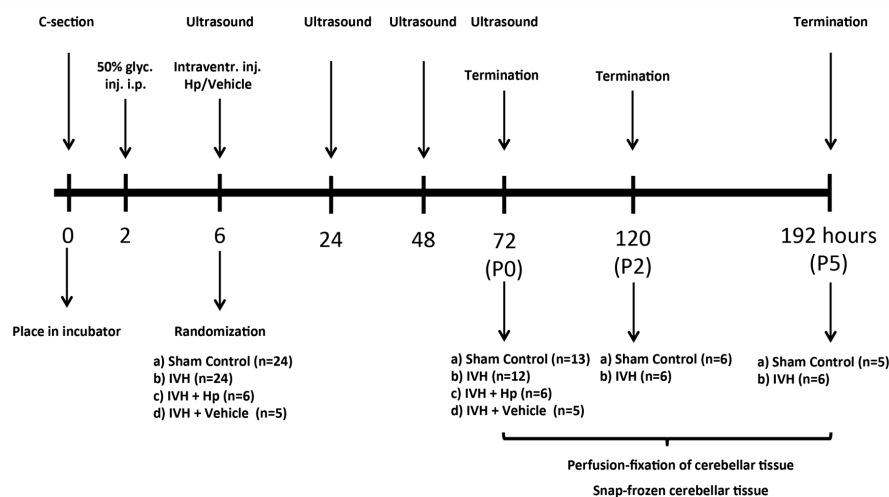 C-section
Ultrasound
Ultrasound
Ultrasound
Ultrasound
Termination
50% glyc.
inj. i.p.
Intraventr. inj.
Hp/Vehicle
Termination
Termination
0
2
6
24
48
72
(P0)
120
(P2)
192 hours
(P5)
Place in incubator
Randomization
a) Sham Control (n=24)
b) IVH (n=24)
c) IVH + Hp (n=6)
d) IVH + Vehicle (n=5)
a) Sham Control (n=13)
b) IVH (n=12)
c) IVH + Hp (n=6)
d) IVH + Vehicle (n=5)
a) Sham Control (n=6)
b) IVH (n=6)
a) Sham Control (n=5)
b) IVH (n=6)
Perfusion-fixation of cerebellar tissue
Snap-frozen cerebellar tissue